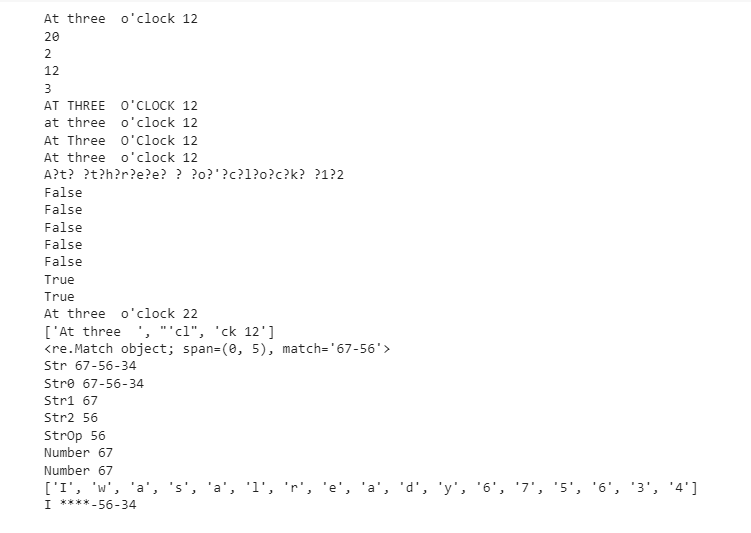 At three  o'clock 12
20
2
12
3
AT THREE  O'CLOCK 12
at three  o'clock 12
At Three  O'Clock 12
At three  o'clock 12
A?t? ?t?h?r?e?e? ? ?o?'?c?l?o?c?k? ?1?2
False
False
False
False
False
True
True
At three  o'clock 22
['At three  ', "'cl", 'ck 12']
<re.Match object; span=(0, 5), match='67-56'>
Str 67-56-34
Str0 67-56-34
Str1 67
Str2 56
StrOp 56
Number 67
Number 67
['I', 'w', 'a', 's', 'a', 'l', 'r', 'e', 'a', 'd', 'y', '6', '7', '5', '6', '3', '4']
I ****-56-34